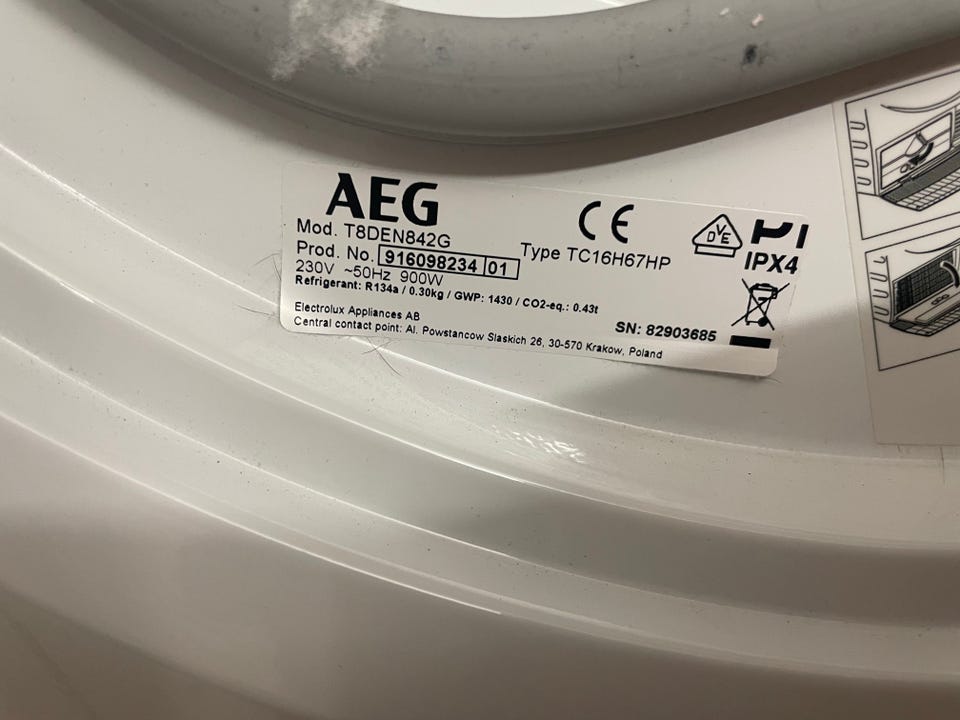 AEG
Mod. T8DEN842G
Prod. No. 916098234 01
Type TC16H67HP
230V ~50Hz 900W
Refrigerant: R134a / 0.30kg / GWP: 1430 / CO2-eq.: 0.43t
Electrolux Appliances AB
Central contact point: Al. Powstancow Slaskich 26, 30-570 Krakow, Poland
CE
DVE
IPX4
SN: 82903685